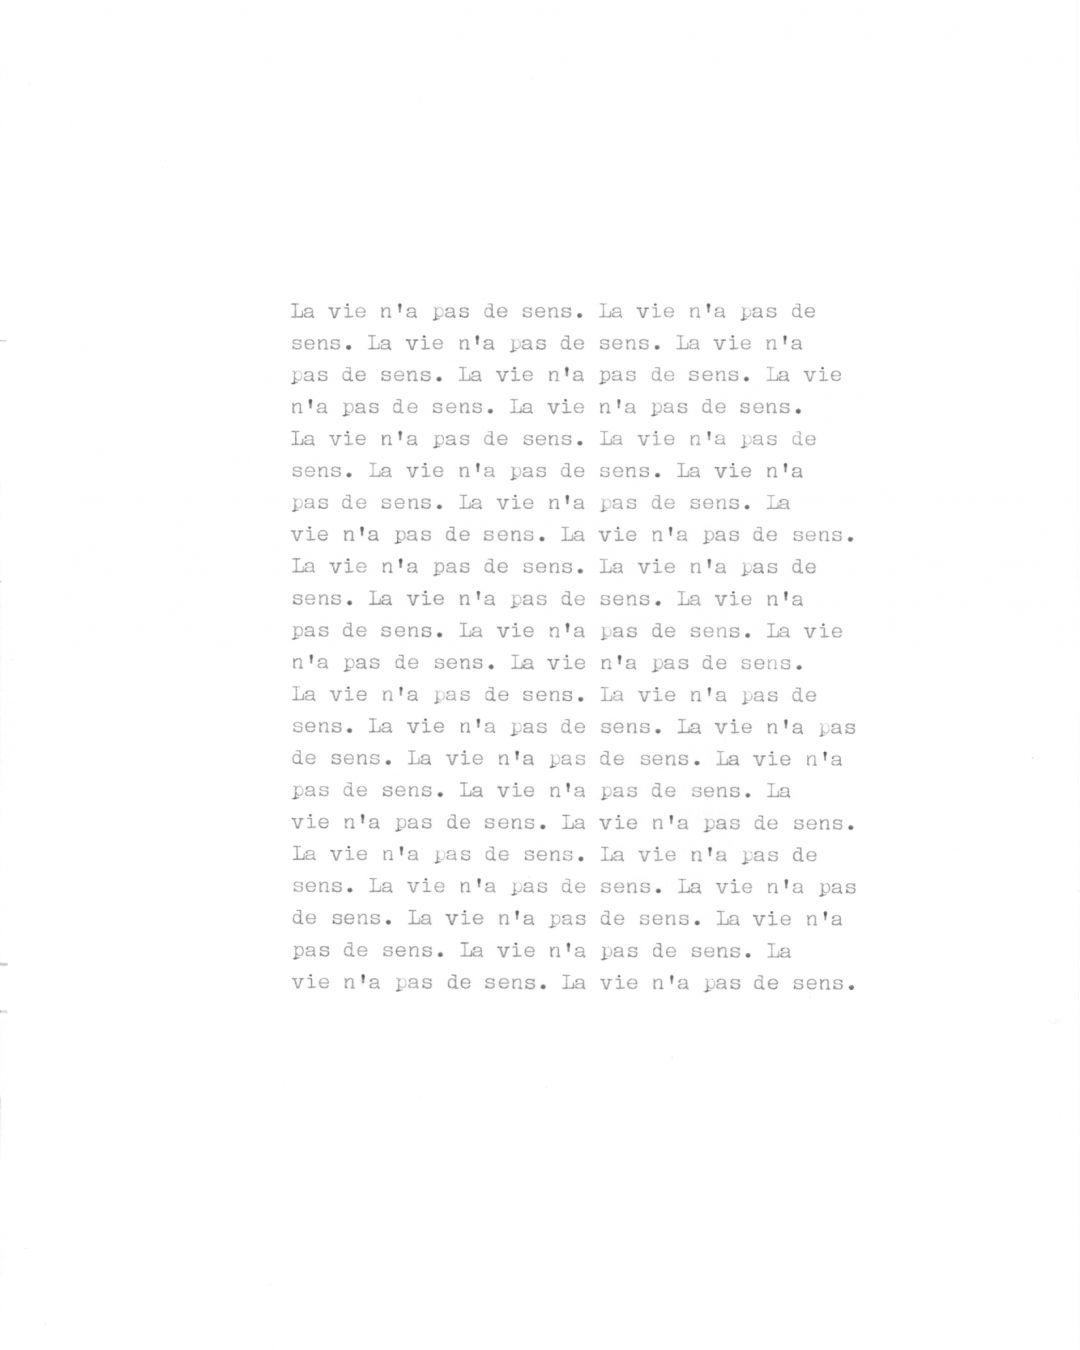 La vie n'a pas de sens. La vie n'a pas de
sens. La vie n'a pas de sens. La vie n'a
pas de sens. La vie n'a pas de sens. La vie
n'a pas de sens. La vie n'a pas de sens.
La vie n'a pas de sens. La vie n'a pas de
sens. La vie n'a pas de sens. La vie n'a
pas de sens. La vie n'a pas de sens. La
vie n'a pas de sens. La vie n'a pas de sens.
La vie n'a pas de sens. La vie n'a pas de
sens. La vie n'a pas de sens. La vie n'a
pas de sens. La vie n'a pas de sens. La vie
n'a pas de sens. La vie n'a pas de sens.
La vie n'a pas de sens. La vie n'a pas de
sens. La vie n'a pas de sens. La vie n'a pas
de sens. La vie n'a pas de sens. La vie n'a
pas de sens. La vie n'a pas de sens. La
vie n'a pas de sens. La vie n'a pas de sens.
La vie n'a pas de sens. La vie n'a pas de
sens. La vie n'a pas de sens. La vie n'a pas
de sens. La vie n'a pas de sens. La vie n'a
pas de sens. La vie n'a pas de sens. La
vie n'a pas de sens. La vie n'a pas de sens.